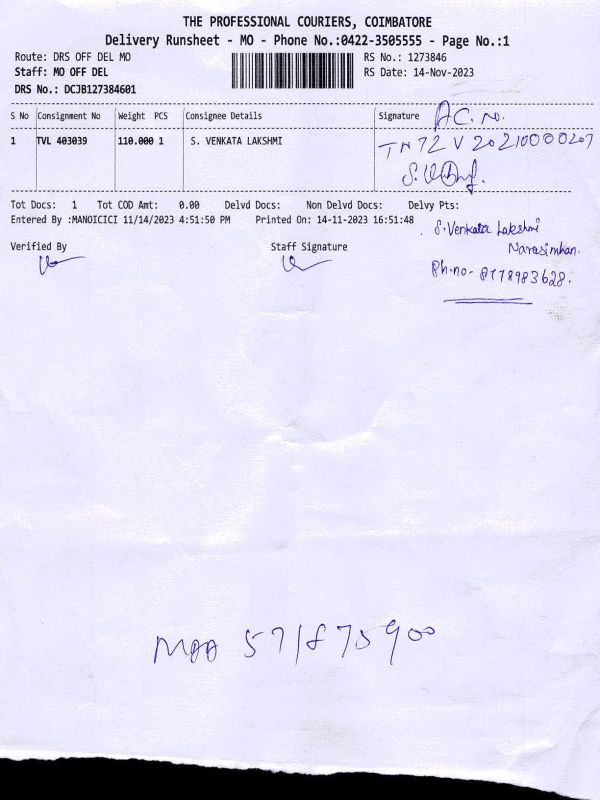 THE PROFESSIONAL COURIERS, COIMBATORE
Delivery Runsheet - MO - Phone No.:0422-3505555 - Page No.:1
Route: DRS OFF DEL MO RS No.: 1273846
Staff: MO OFF DEL RS Date: 14-Nov-2023
DRS No.: DCJB127384601
S No Consignment No Weight PCS Consignee Details Signature A/C. No.
1 TVL 403039 110.000 1 S. VENKATA LAKSHMI TN 72 V 20210000207
Tot Docs: 1 Tot COD Amt: 0.00 Delvd Docs: Non Delvd Docs: Delvy Pts:
Entered By :MANOICICI 11/14/2023 4:51:50 PM Printed On: 14-11-2023 16:51:48
S. Venkata Lakshmi
Narasimhan.
Verified By Staff Signature
Ph.no- 8778983628.
MAA 571875900